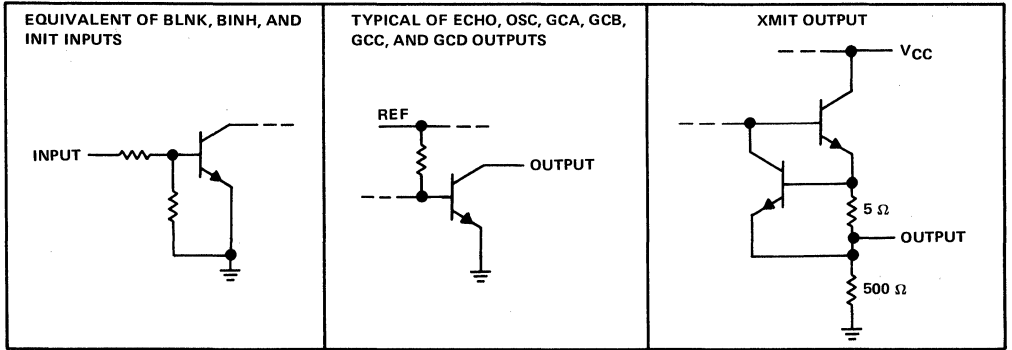 EQUIVALENT OF BLNK, BINH, AND
INIT INPUTS
INPUT
TYPICAL OF ECHO, OSC, GCA, GCB,
GCC, AND GCD OUTPUTS
REF
OUTPUT
XMIT OUTPUT
VCC
5 Ω
OUTPUT
500 Ω